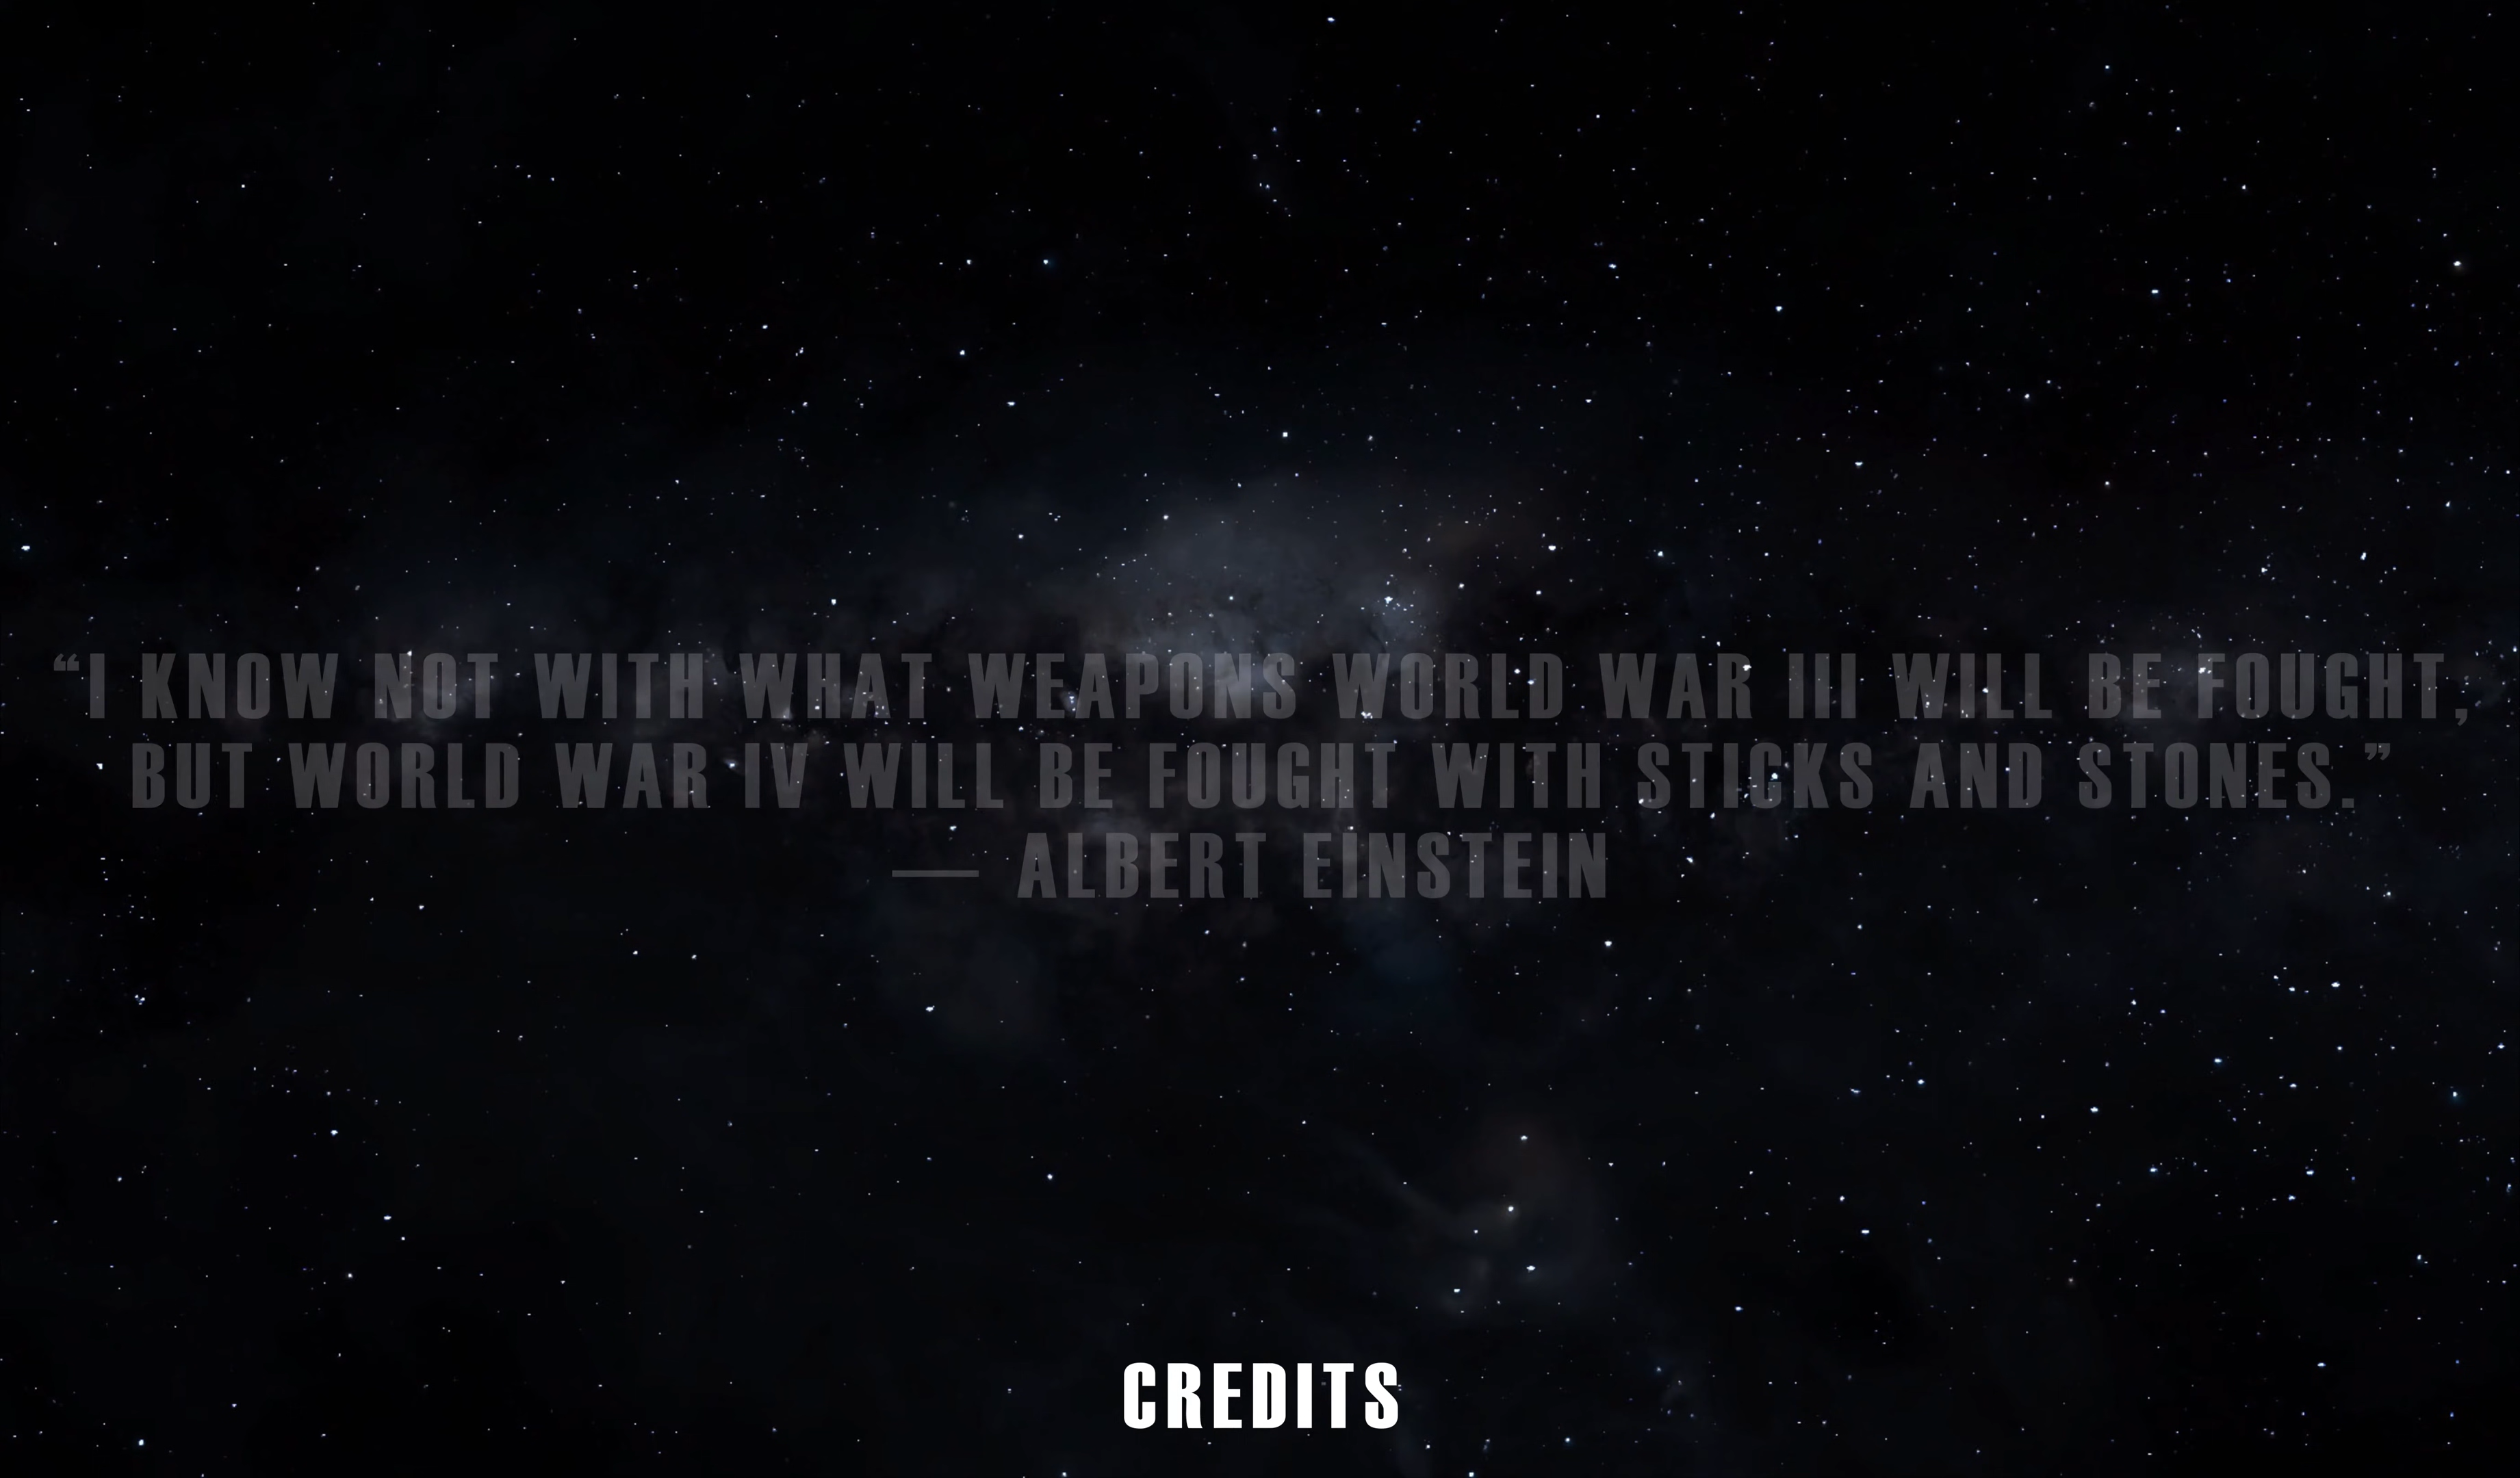 “I KNOW NOT WITH WHAT WEAPONS WORLD WAR III WILL BE FOUGHT,
BUT WORLD WAR IV WILL BE FOUGHT WITH STICKS AND STONES.”
— ALBERT EINSTEIN
CREDITS